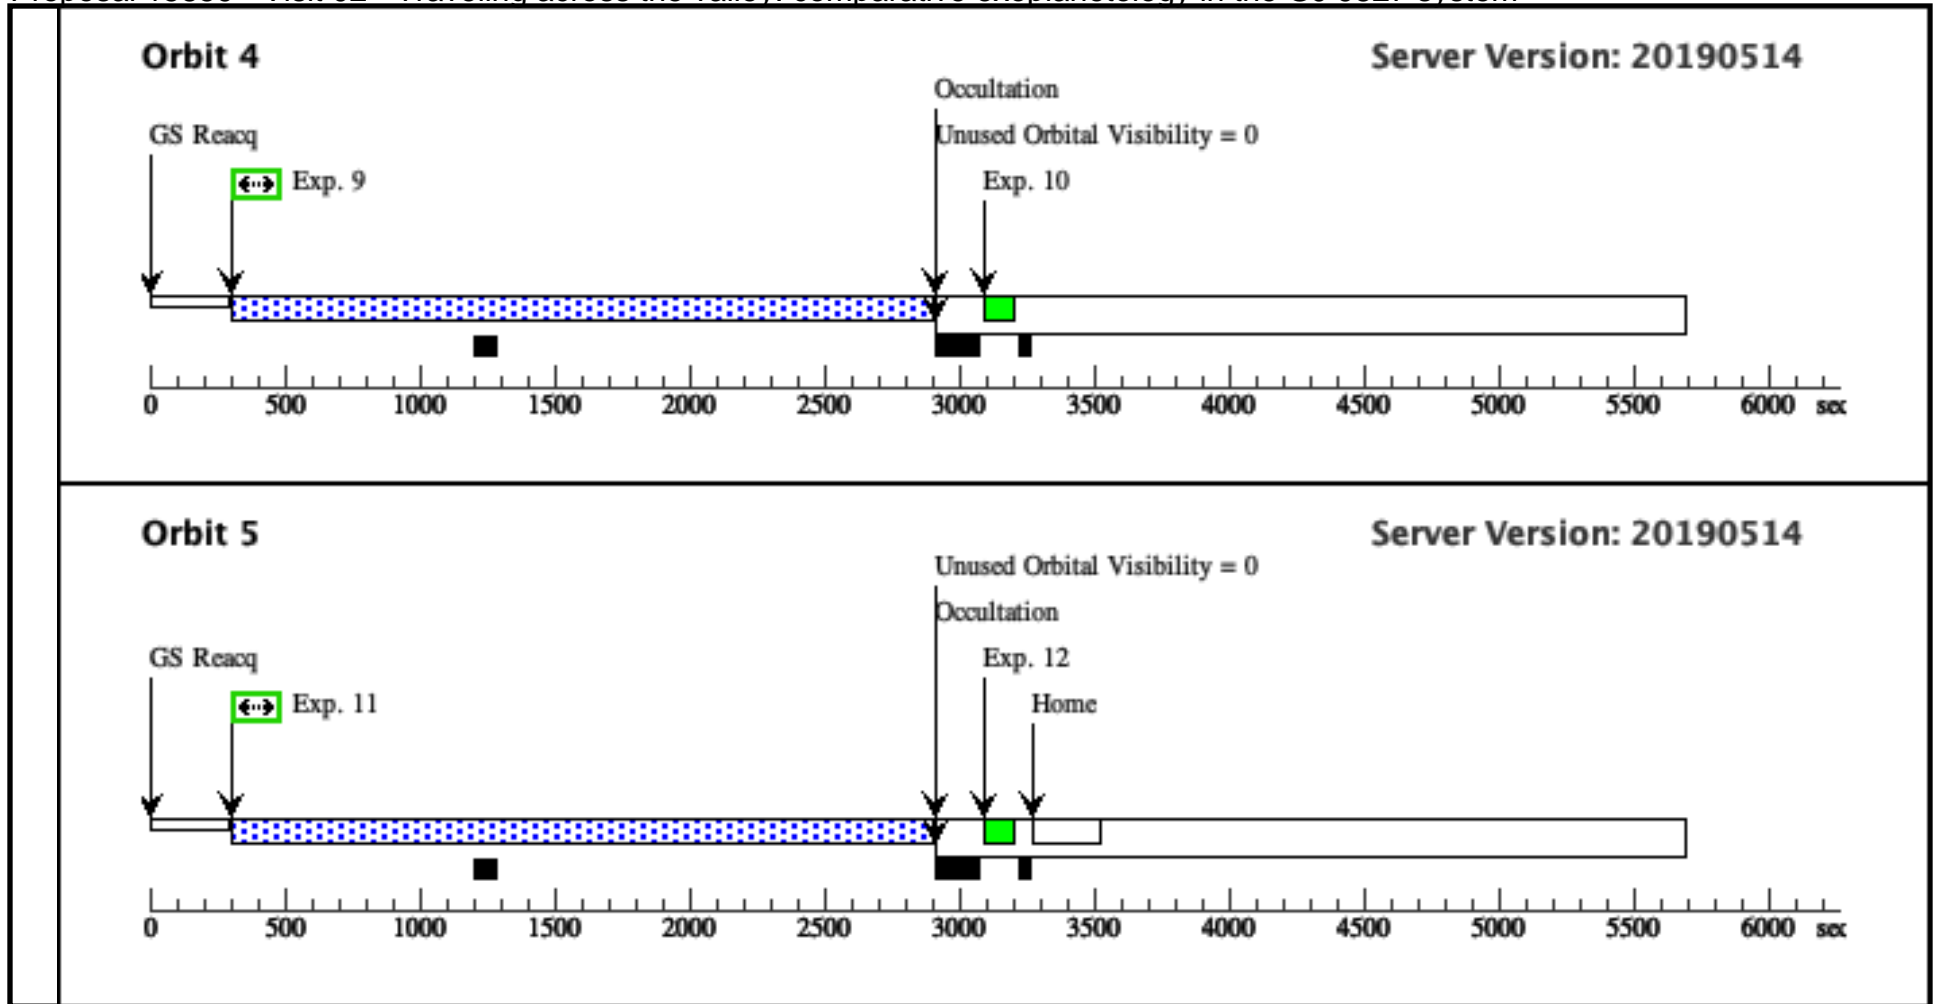 Orbit 4
Server Version: 20190514
Occultation
GS Reacq
Unused Orbital Visibility = 0
Exp. 9
Exp. 10
0 500 1000 1500 2000 2500 3000 3500 4000 4500 5000 5500 6000 sec
Orbit 5
Server Version: 20190514
Unused Orbital Visibility = 0
Occultation
GS Reacq
Exp. 12
Exp. 11
Home
0 500 1000 1500 2000 2500 3000 3500 4000 4500 5000 5500 6000 sec